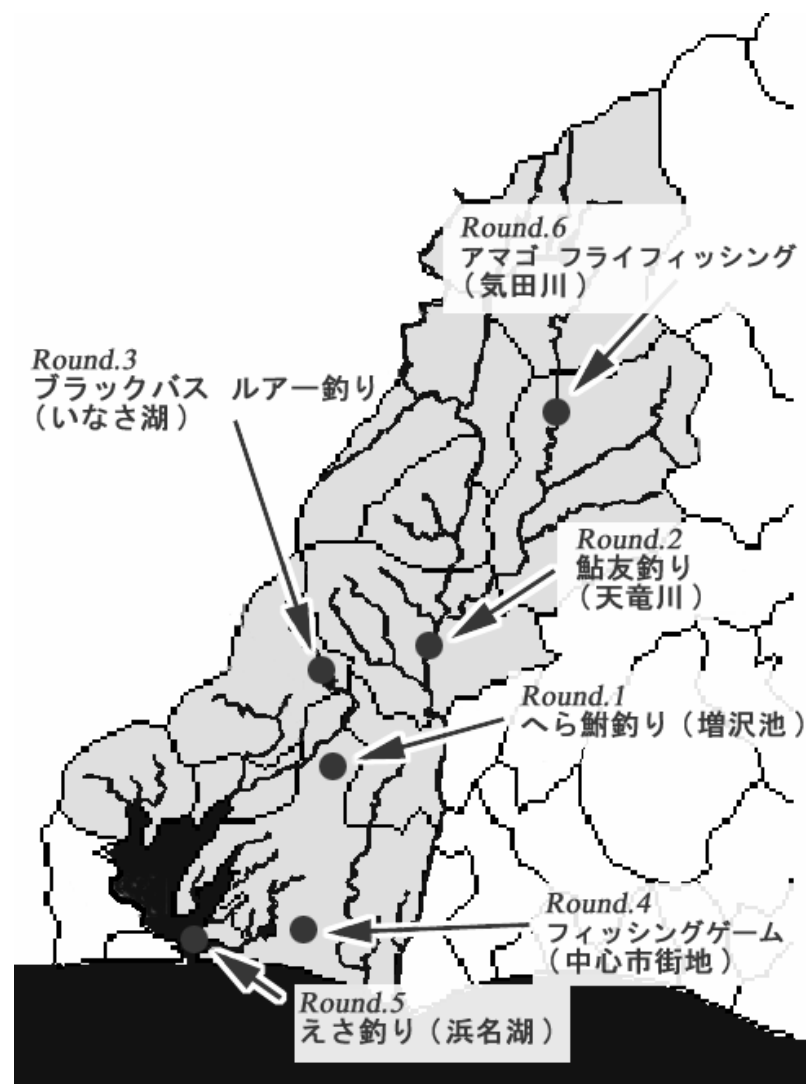 Round.6
アマゴ フライフィッシング
（気田川）
Round.3
ブラックバス ルアー釣り
（いなさ湖）
Round.2
鮎友釣り
（天竜川）
Round.1
へら鮒釣り（増沢池）
Round.4
フィッシングゲーム
（中心市街地）
Round.5
えさ釣り（浜名湖）